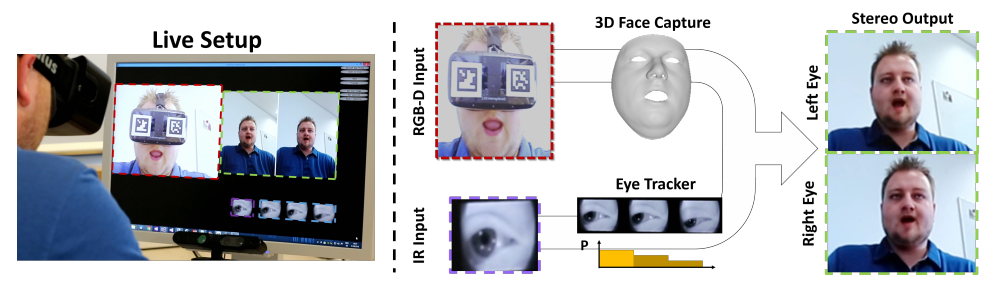 Live Setup
RGB-D Input
3D Face Capture
Stereo Output
Left Eye
IR Input
Eye Tracker
P
Right Eye